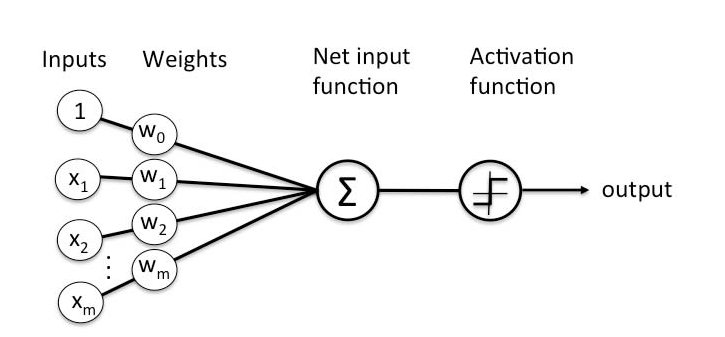 Inputs
Weights
Net input
function
Activation
function
1
w0
x1
w1
x2
w2
⋮
wm
xm
Σ
output